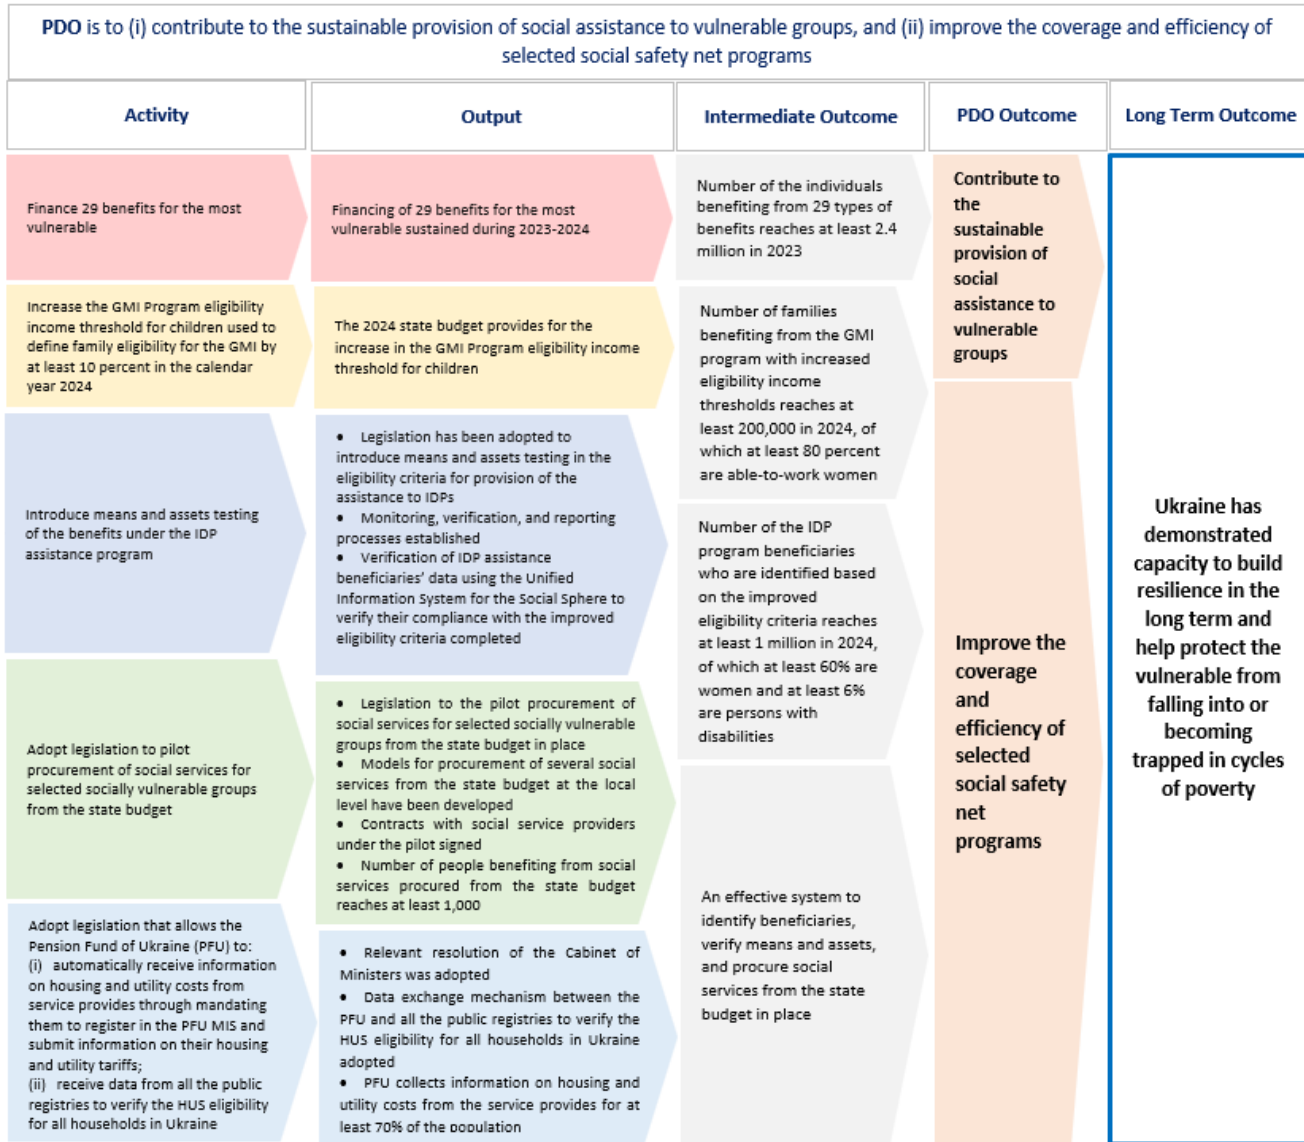 PDO is to (i) contribute to the sustainable provision of social assistance to vulnerable groups, and (ii) improve the coverage and efficiency of
selected social safety net programs
Activity
Output
Intermediate Outcome
PDO Outcome
Long Term Outcome
Finance 29 benefits for the most
vulnerable
Financing of 29 benefits for the most
vulnerable sustained during 2023-2024
Number of the individuals
benefiting from 29 types of
benefits reaches at least 2.4
million in 2023
Contribute to
the
sustainable
provision of
social
assistance to
vulnerable
groups
Increase the GMI Program eligibility
income threshold for children used to
define family eligibility for the GMI by
at least 10 percent in the calendar
year 2024
The 2024 state budget provides for the
increase in the GMI Program eligibility income
threshold for children
Number of families
benefiting from the GMI
program with increased
eligibility income
thresholds reaches at
least 200,000 in 2024, of
which at least 80 percent
are able-to-work women
Introduce means and assets testing
of the benefits under the IDP
assistance program
• Legislation has been adopted to
introduce means and assets testing in the
eligibility criteria for provision of the
assistance to IDPs
• Monitoring, verification, and reporting
processes established
• Verification of IDP assistance
beneficiaries' data using the Unified
Information System for the Social Sphere to
verify their compliance with the improved
eligibility criteria completed
Number of the IDP
program beneficiaries
who are identified based
on the improved
eligibility criteria reaches
at least 1 million in 2024,
of which at least 60% are
women and at least 6%
are persons with
disabilities
Improve the
coverage
and
efficiency of
selected
social safety
net
programs
Ukraine has
demonstrated
capacity to build
resilience in the
long term and
help protect the
vulnerable from
falling into or
becoming
trapped in cycles
of poverty
Adopt legislation to pilot
procurement of social services for
selected socially vulnerable groups
from the state budget
• Legislation to the pilot procurement of
social services for selected socially vulnerable
groups from the state budget in place
• Models for procurement of several social
services from the state budget at the local
level have been developed
• Contracts with social service providers
under the pilot signed
• Number of people benefiting from social
services procured from the state budget
reaches at least 1,000
An effective system to
identify beneficiaries,
verify means and assets,
and procure social
services from the state
budget in place
Adopt legislation that allows the
Pension Fund of Ukraine (PFU) to:
(i) automatically receive information
on housing and utility costs from
service provides through mandating
them to register in the PFU MIS and
submit information on their housing
and utility tariffs;
(ii) receive data from all the public
registries to verify the HUS eligibility
for all households in Ukraine
• Relevant resolution of the Cabinet of
Ministers was adopted
• Data exchange mechanism between the
PFU and all the public registries to verify the
HUS eligibility for all households in Ukraine
adopted
• PFU collects information on housing and
utility costs from the service provides for at
least 70% of the population